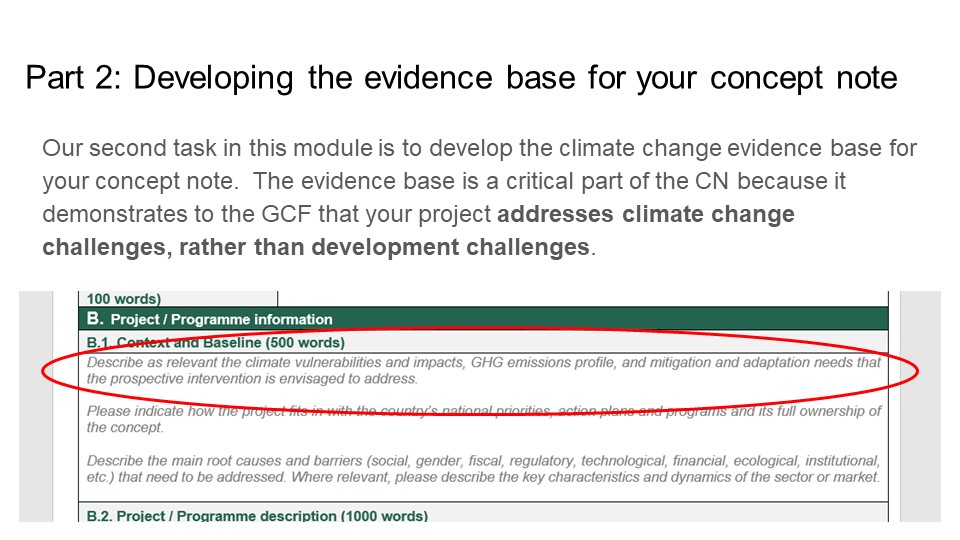 Part 2: Developing the evidence base for your concept note
Our second task in this module is to develop the climate change evidence base for
your concept note. The evidence base is a critical part of the CN because it
demonstrates to the GCF that your project addresses climate change
challenges, rather than development challenges.
100 words)
B. Project / Programme information
B.1. Context and Baseline (500 words)
Describe as relevant the climate vulnerabilities and impacts, GHG emissions profile, and mitigation and adaptation needs that
the prospective intervention is envisaged to address.
Please indicate how the project fits in with the country's national priorities, action plans and programs and its full ownership of
the concept.
Describe the main root causes and barriers (social, gender, fiscal, regulatory, technological, financial, ecological, institutional,
etc.) that need to be addressed. Where relevant, please describe the key characteristics and dynamics of the sector or market.
B.2. Project / Programme description (1000 words)